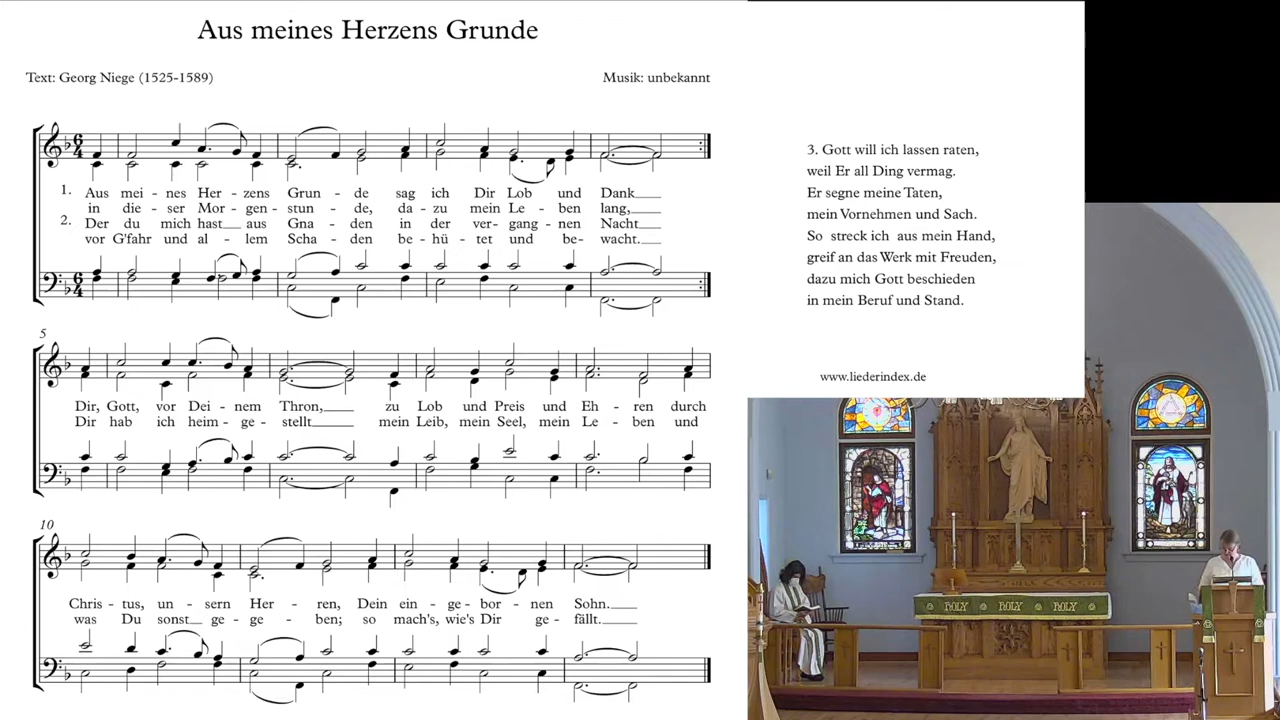 Aus meines Herzens Grunde
Text: Georg Niege (1525-1589)
Musik: unbekannt
6
4
1. Aus mei - nes Her - zens Grun - de sag ich Dir Lob und Dank
in die - ser Mor - gen - stun - de, da - zu mein Le - ben lang,
2. Der du mich hast aus Gna - den in der ver - gang - nen Nacht
vor G'fahr und al - lem Scha - den be - hü - tet und be - wacht.
6
4
5
Dir, Gott, vor Dei - nem Thron, zu Lob und Preis und Eh - ren durch
Dir hab ich heim - ge - stellt mein Leib, mein Seel, mein Le - ben und
10
Chris - tus, un - sern Her - ren, Dein ein - ge - bor - nen Sohn.
was Du sonst ge - ge - ben; so mach's, wie's Dir ge - fällt.
3. Gott will ich lassen raten,
weil Er all Ding vermag.
Er segne meine Taten,
mein Vornehmen und Sach.
So streck ich aus mein Hand,
greif an das Werk mit Freuden,
dazu mich Gott beschieden
in mein Beruf und Stand.
www.liederindex.de
HOLY HOLY HOLY